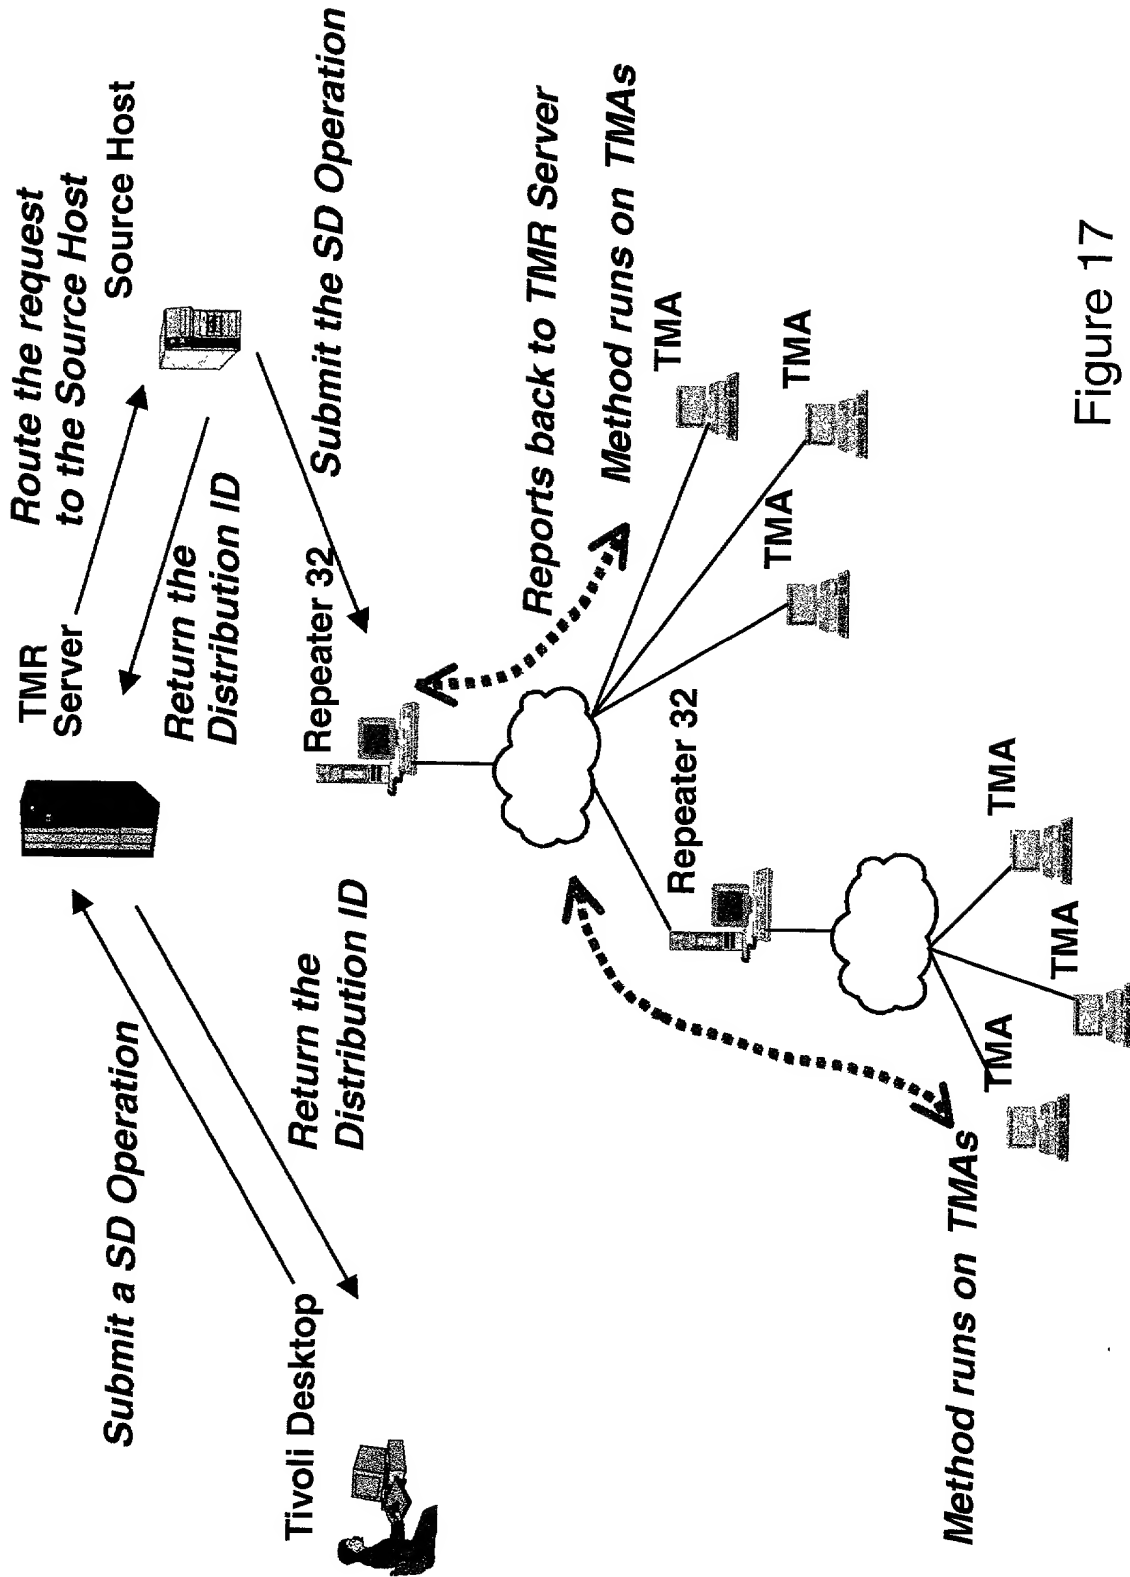 Submit a SD Operation
TMR
Server
Route the request
to the Source Host
Source Host
Return the
Distribution ID
Tivoli Desktop
Return the
Distribution ID
Repeater 32
Submit the SD Operation
Reports back to TMR Server
Method runs on TMAs
TMA
TMA
TMA
Repeater 32
TMA
TMA
TMA
Method runs on TMAs
Figure 17